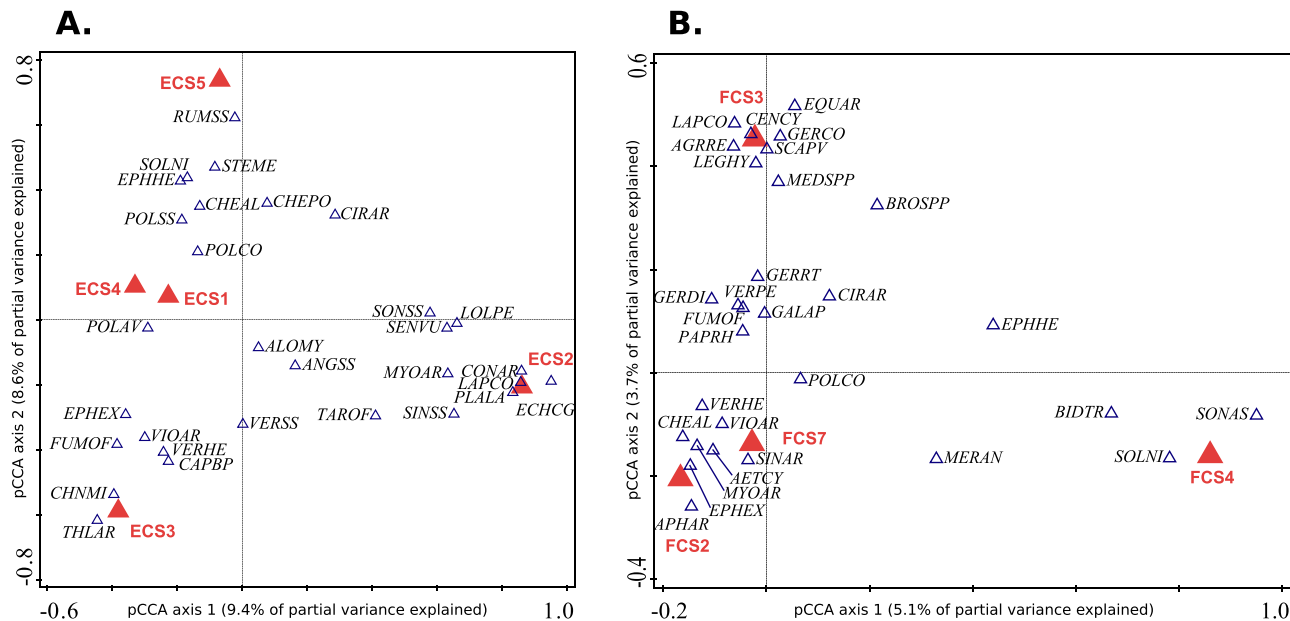 A.
0.8
ECS5
RUMSS
SOLNI
STEME
EPHHE
CHEAL
CHEPO
CIRAR
POLSS
POLCO
ECS4
ECS1
SONSS
LOLPE
POLAV
SENVU
ALOMY
ANGSS
ECS2
MYOAR
CONAR
LAPCO
PLALA
ECHCG
EPHEX
VERSS
TAROF
SINSS
FUMOF
VIOAR
VERHE
CAPBP
CHNMI
ECS3
THLAR
-0.8
pCCA axis 2 (8.6% of partial variance explained)
-0.6
pCCA axis 1 (9.4% of partial variance explained)
1.0
B.
0.6
FCS3
EQUAR
LAPCO
CENCY
GERCO
AGRRE
SCAPV
LEGHY
MEDSPP
BROSPP
GERRT
GERDI
VERPE
CIRAR
FUMOF
GALAP
PAPRH
EPHHE
POLCO
VERHE
BIDTR
SONAS
CHEAL
VIOAR
FCS7
SINAR
MERAN
SOLNI
AETCY
FCS4
MYOAR
EPHEX
APHAR
FCS2
-0.4
pCCA axis 2 (3.7% of partial variance explained)
-0.2
pCCA axis 1 (5.1% of partial variance explained)
1.0